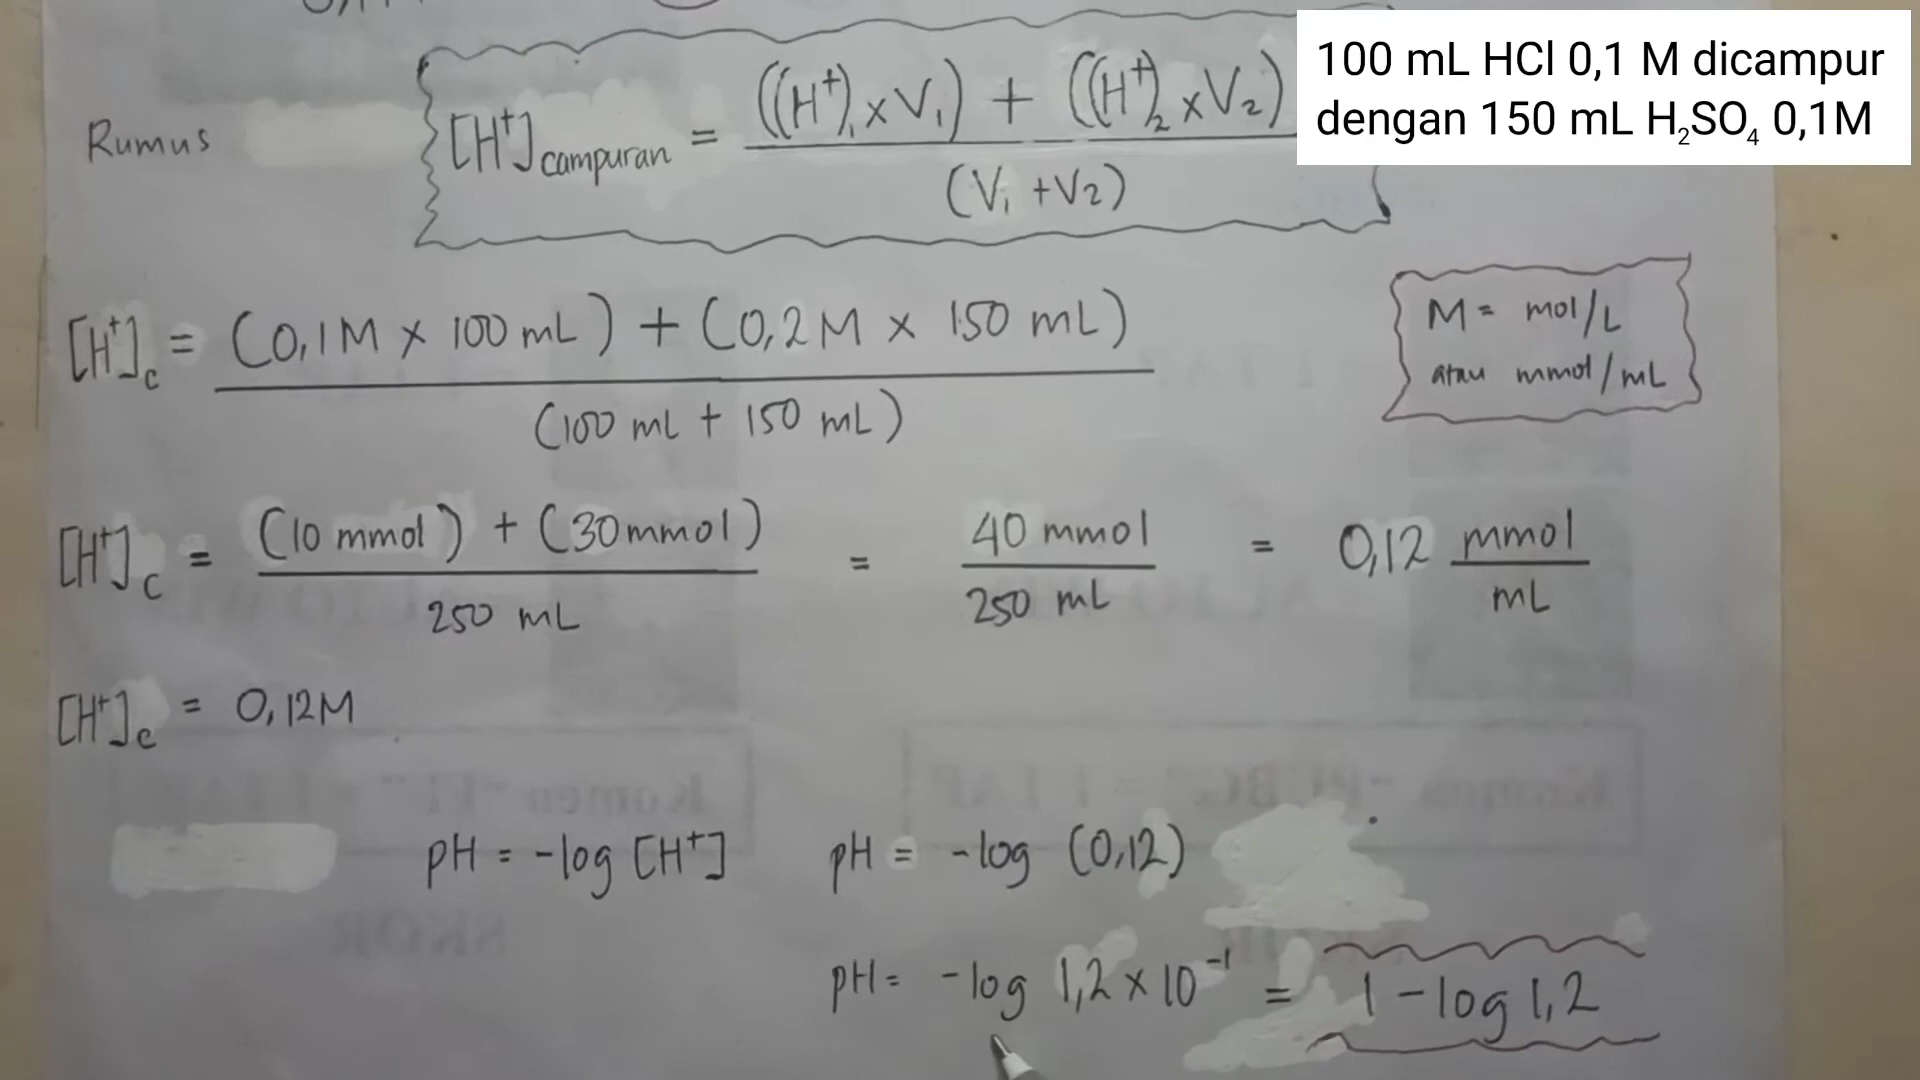 100 mL HCl 0,1 M dicampur
dengan 150 mL H₂SO₄ 0,1M
Rumus [H⁺]campuran = ((H⁺)₁ x V₁) + ((H⁺)₂ x V₂)
(V₁ + V₂)
[H⁺]c = (0,1M x 100 mL) + (0,2M x 150 mL)
(100 mL + 150 mL)
M = mol/L
atau mmol/mL
[H⁺]c = (10 mmol) + (30 mmol) = 40 mmol = 0,12 mmol
250 mL 250 mL mL
[H⁺]c = 0,12M
pH = -log [H⁺] pH = -log (0,12)
pH = -log 1,2 x 10⁻¹ = 1 - log 1,2